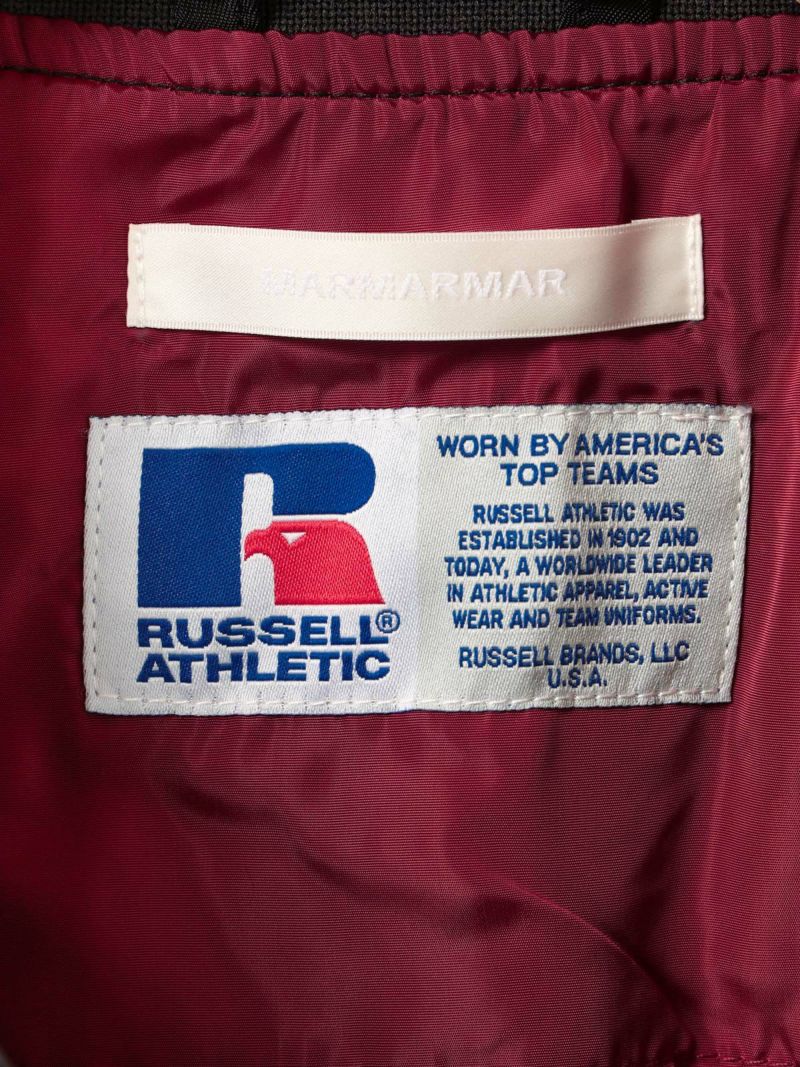 MARMARMAR
RUSSELL®
ATHLETIC
WORN BY AMERICA'S
TOP TEAMS
RUSSELL ATHLETIC WAS
ESTABLISHED IN 1902 AND
TODAY, A WORLDWIDE LEADER
IN ATHLETIC APPAREL, ACTIVE
WEAR AND TEAM UNIFORMS.
RUSSELL BRANDS, LLC
U.S.A.